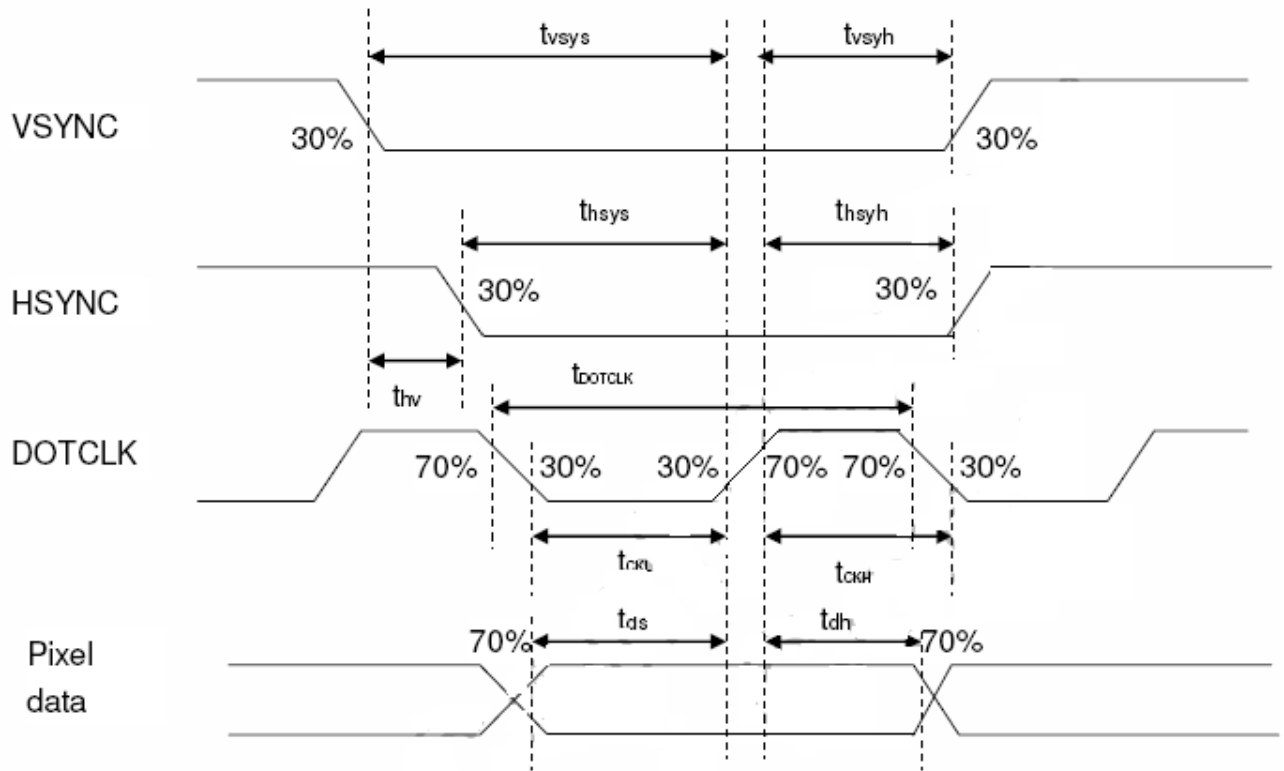 tvsys tvsyh
VSYNC
30% 30%
thsys thsyh
HSYNC
30% 30%
thv
tDOTCLK
DOTCLK
70% 30% 30% 70% 70% 30%
tCKL tCKH
tds tdh
Pixel
data
70% 70%